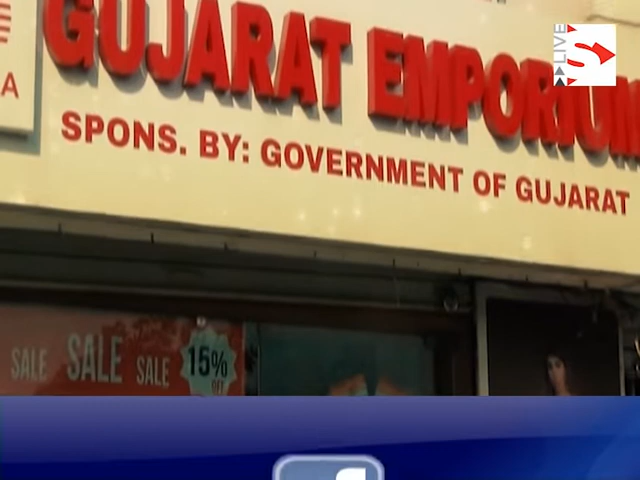 E
E
A
GUJARAT EMPORIUM
SPONS. BY: GOVERNMENT OF GUJARAT
LIVE
SALE SALE SALE 15%
OFF